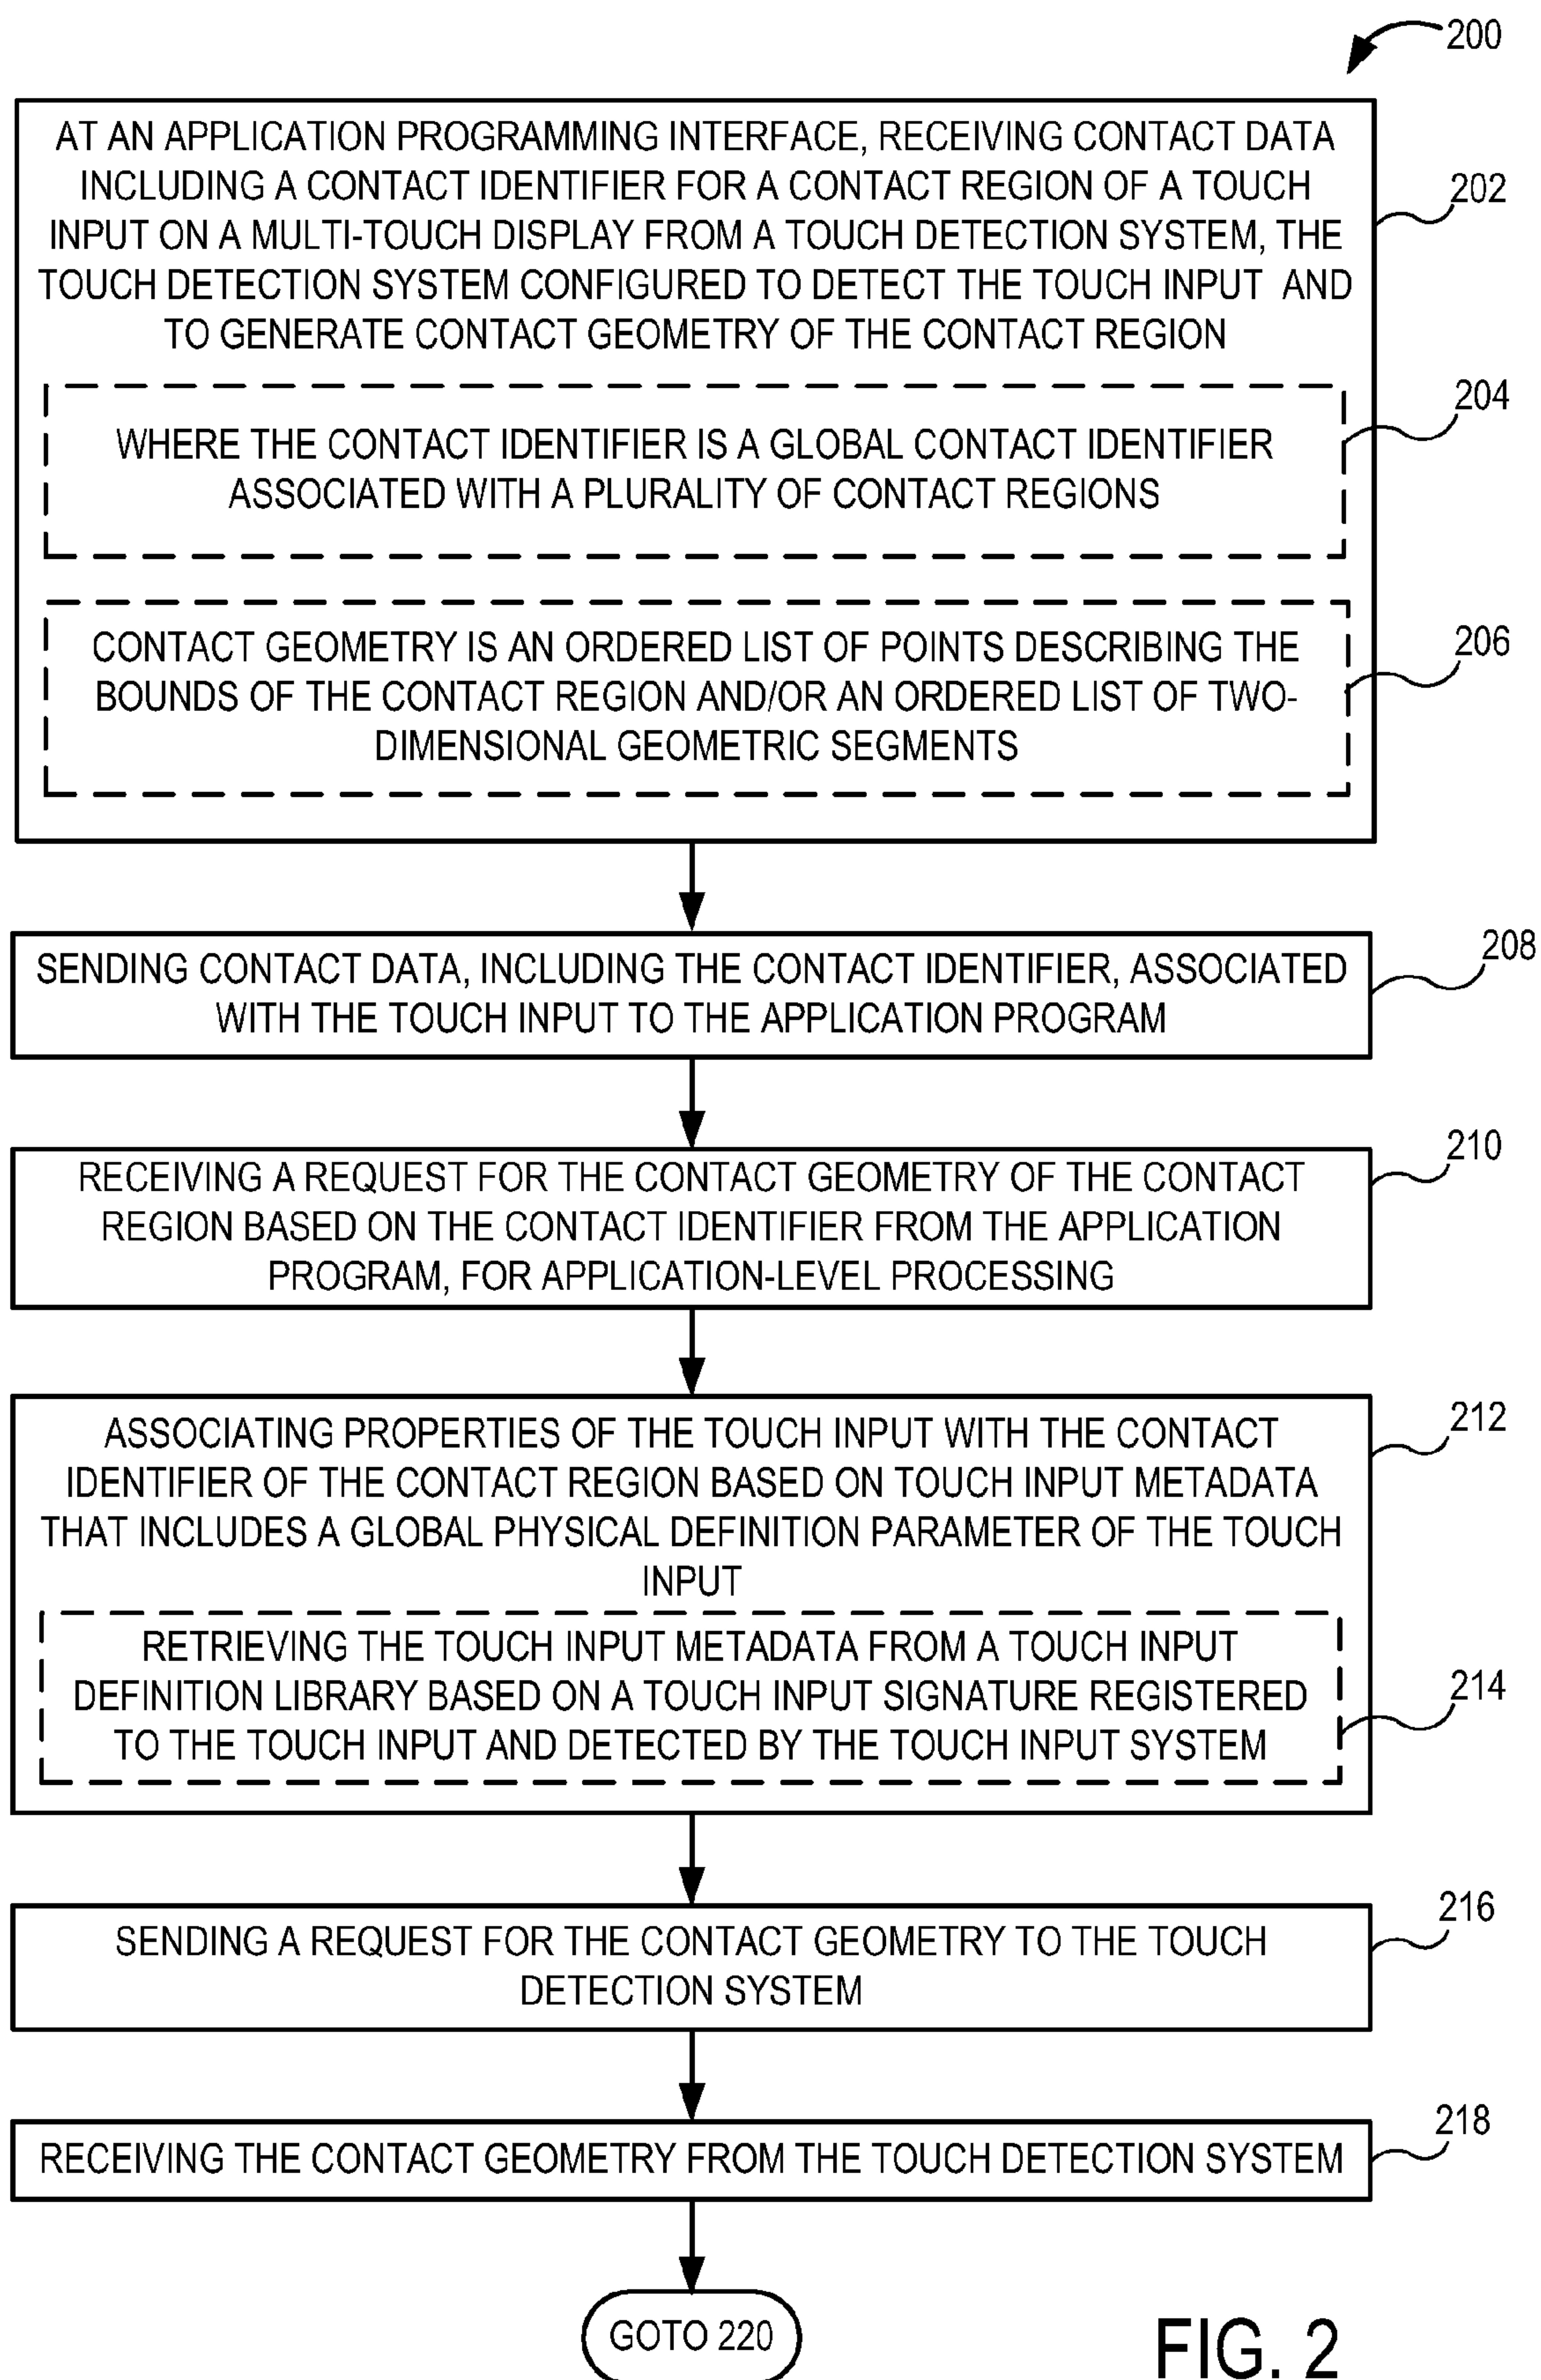 200
AT AN APPLICATION PROGRAMMING INTERFACE, RECEIVING CONTACT DATA
INCLUDING A CONTACT IDENTIFIER FOR A CONTACT REGION OF A TOUCH
INPUT ON A MULTI-TOUCH DISPLAY FROM A TOUCH DETECTION SYSTEM, THE
TOUCH DETECTION SYSTEM CONFIGURED TO DETECT THE TOUCH INPUT AND
TO GENERATE CONTACT GEOMETRY OF THE CONTACT REGION
202
WHERE THE CONTACT IDENTIFIER IS A GLOBAL CONTACT IDENTIFIER
ASSOCIATED WITH A PLURALITY OF CONTACT REGIONS
204
CONTACT GEOMETRY IS AN ORDERED LIST OF POINTS DESCRIBING THE
BOUNDS OF THE CONTACT REGION AND/OR AN ORDERED LIST OF TWO-
DIMENSIONAL GEOMETRIC SEGMENTS
206
SENDING CONTACT DATA, INCLUDING THE CONTACT IDENTIFIER, ASSOCIATED
WITH THE TOUCH INPUT TO THE APPLICATION PROGRAM
208
RECEIVING A REQUEST FOR THE CONTACT GEOMETRY OF THE CONTACT
REGION BASED ON THE CONTACT IDENTIFIER FROM THE APPLICATION
PROGRAM, FOR APPLICATION-LEVEL PROCESSING
210
ASSOCIATING PROPERTIES OF THE TOUCH INPUT WITH THE CONTACT
IDENTIFIER OF THE CONTACT REGION BASED ON TOUCH INPUT METADATA
THAT INCLUDES A GLOBAL PHYSICAL DEFINITION PARAMETER OF THE TOUCH
INPUT
212
RETRIEVING THE TOUCH INPUT METADATA FROM A TOUCH INPUT
DEFINITION LIBRARY BASED ON A TOUCH INPUT SIGNATURE REGISTERED
TO THE TOUCH INPUT AND DETECTED BY THE TOUCH INPUT SYSTEM
214
SENDING A REQUEST FOR THE CONTACT GEOMETRY TO THE TOUCH
DETECTION SYSTEM
216
RECEIVING THE CONTACT GEOMETRY FROM THE TOUCH DETECTION SYSTEM
218
GOTO 220
FIG. 2